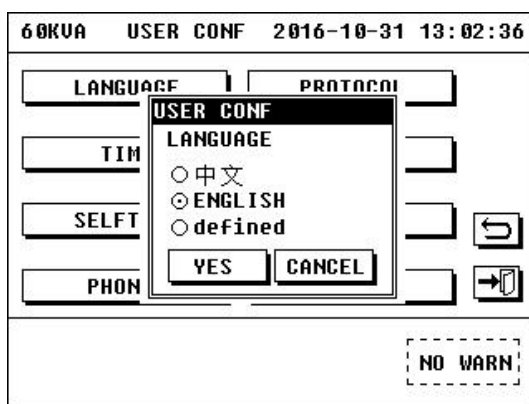 60KVA USER CONF 2016-10-31 13:02:36
LANGUAGE PROTOCOL
USER CONF
LANGUAGE
TIM
中文
ENGLISH
SELFT
defined
YES CANCEL
PHON
NO WARN